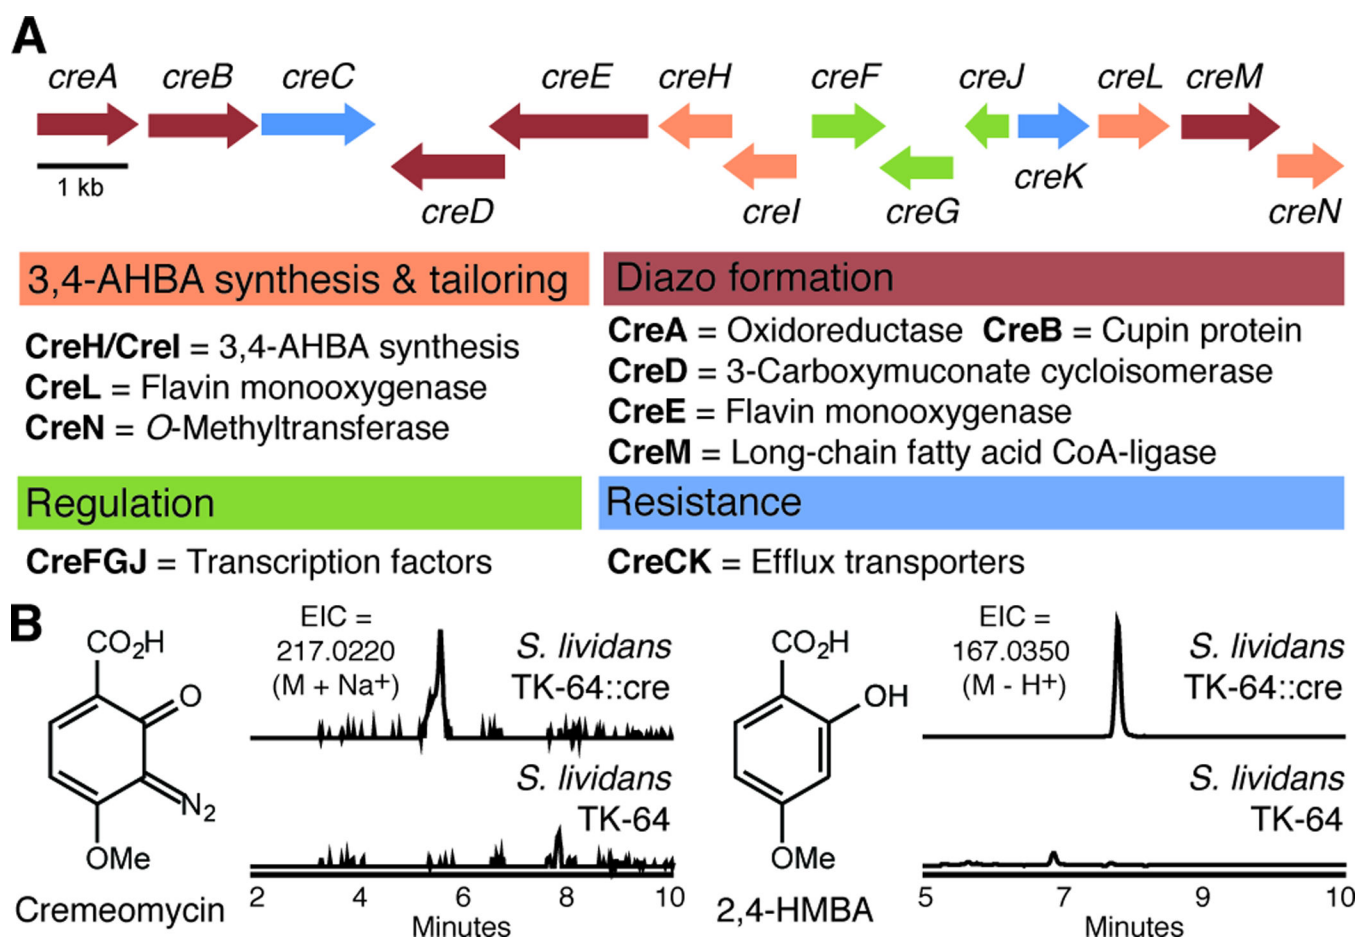 A
creA creB creC creE creH creF creJ creL creM
1 kb
creK
creD creI creG creN
3,4-AHBA synthesis & tailoring
CreH/CreI = 3,4-AHBA synthesis
CreL = Flavin monooxygenase
CreN = O-Methyltransferase
Diazo formation
CreA = Oxidoreductase CreB = Cupin protein
CreD = 3-Carboxymuconate cycloisomerase
CreE = Flavin monooxygenase
CreM = Long-chain fatty acid CoA-ligase
Regulation
CreFGJ = Transcription factors
Resistance
CreCK = Efflux transporters
B
CO₂H
O
N₂
OMe
Cremeomycin
EIC =
217.0220
(M + Na⁺)
S. lividans
TK-64::cre
S. lividans
TK-64
2 4 6 8 10
Minutes
CO₂H
OH
OMe
2,4-HMBA
EIC =
167.0350
(M - H⁺)
S. lividans
TK-64::cre
S. lividans
TK-64
5 7 9 10
Minutes